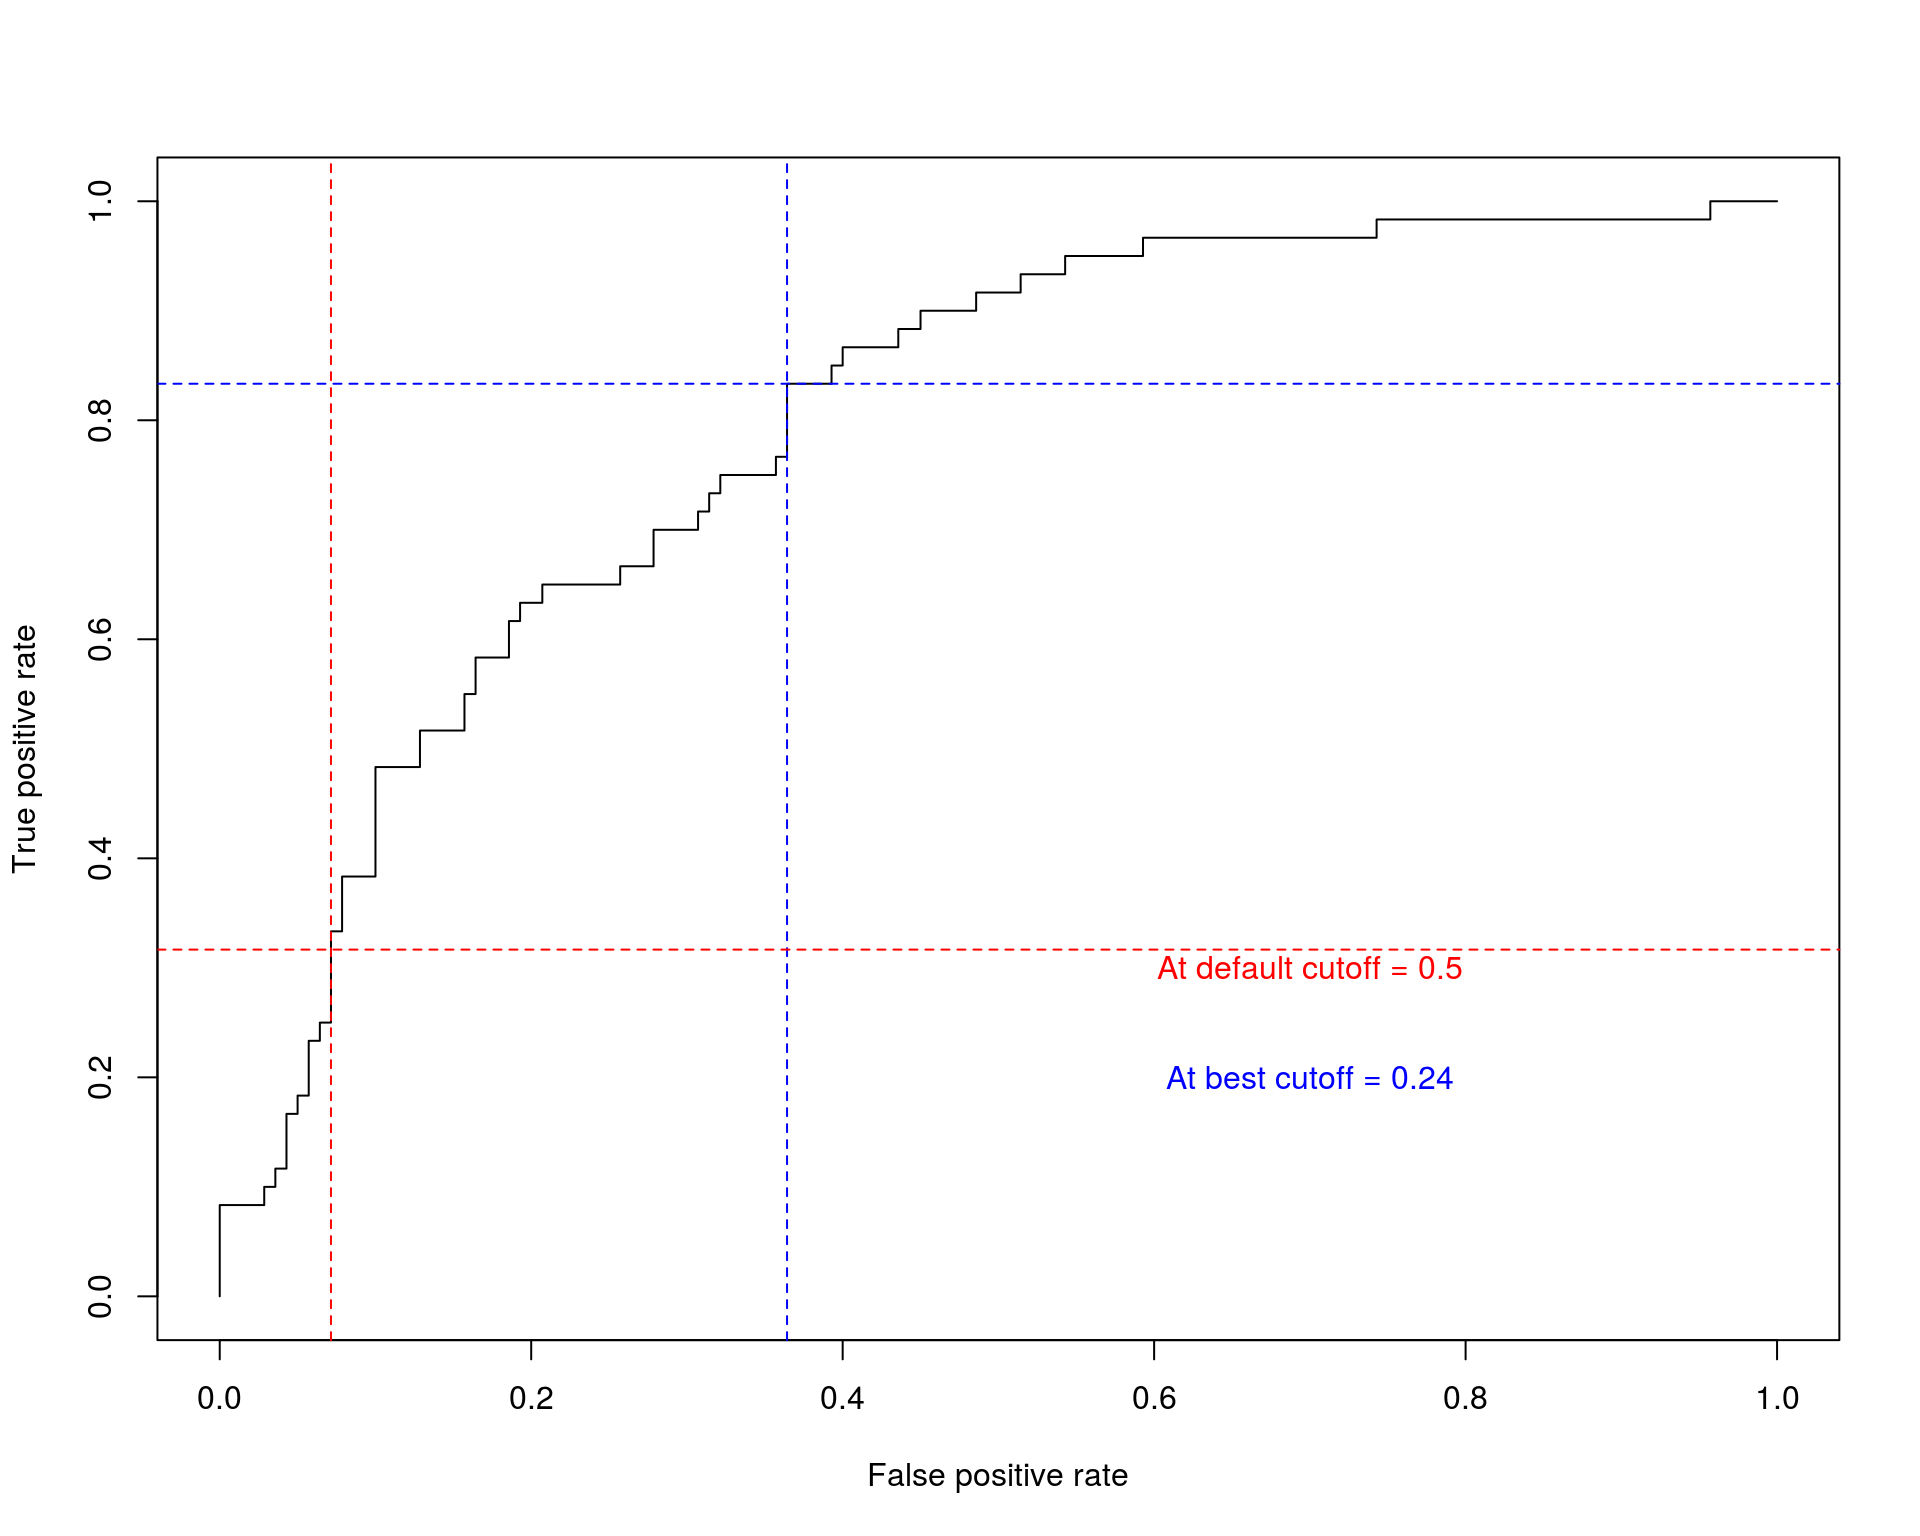 1.0
0.8
0.6
0.4
0.2
0.0
True positive rate
At default cutoff = 0.5
At best cutoff = 0.24
0.0 0.2 0.4 0.6 0.8 1.0
False positive rate